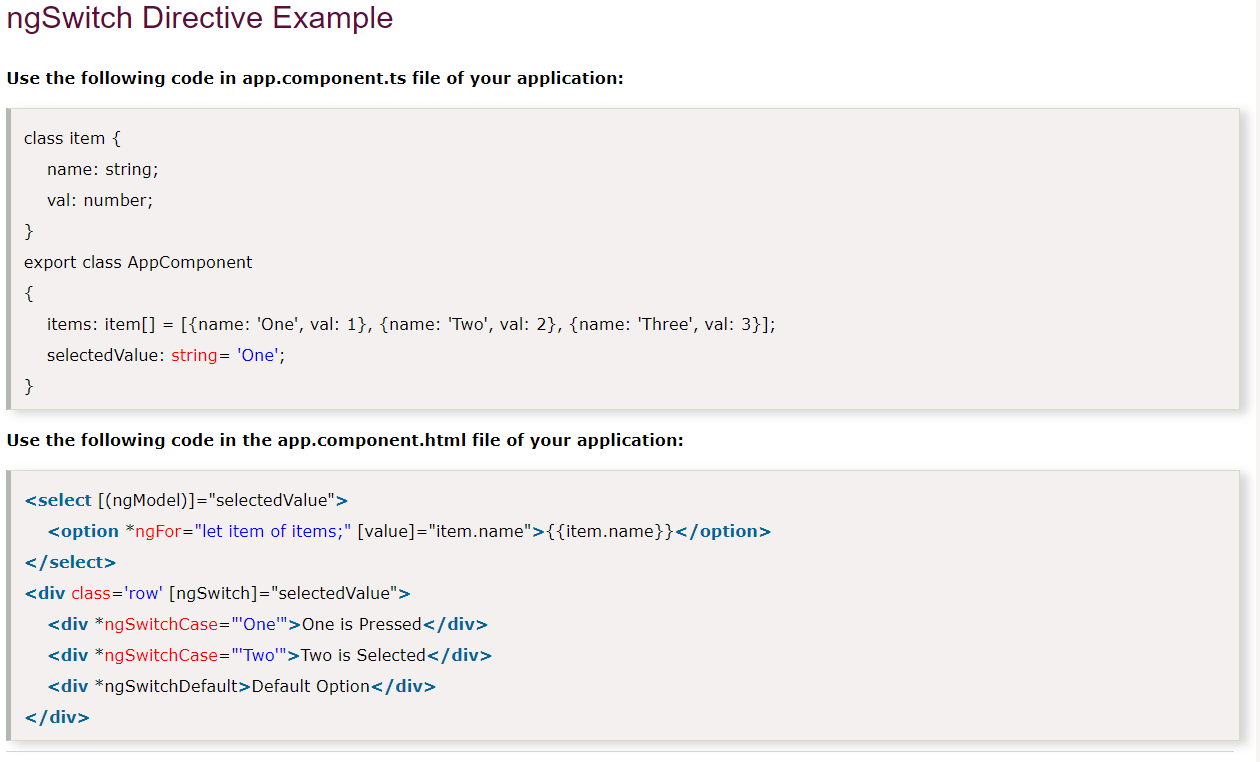 ngSwitch Directive Example
Use the following code in app.component.ts file of your application:
class item {
name: string;
val: number;
}
export class AppComponent
{
items: item[] = [{name: 'One', val: 1}, {name: 'Two', val: 2}, {name: 'Three', val: 3}];
selectedValue: string= 'One';
}
Use the following code in the app.component.html file of your application:
<select [(ngModel)]="selectedValue">
<option *ngFor="let item of items;" [value]="item.name">{{item.name}}</option>
</select>
<div class='row' [ngSwitch]="selectedValue">
<div *ngSwitchCase="'One'">One is Pressed</div>
<div *ngSwitchCase="'Two'">Two is Selected</div>
<div *ngSwitchDefault>Default Option</div>
</div>